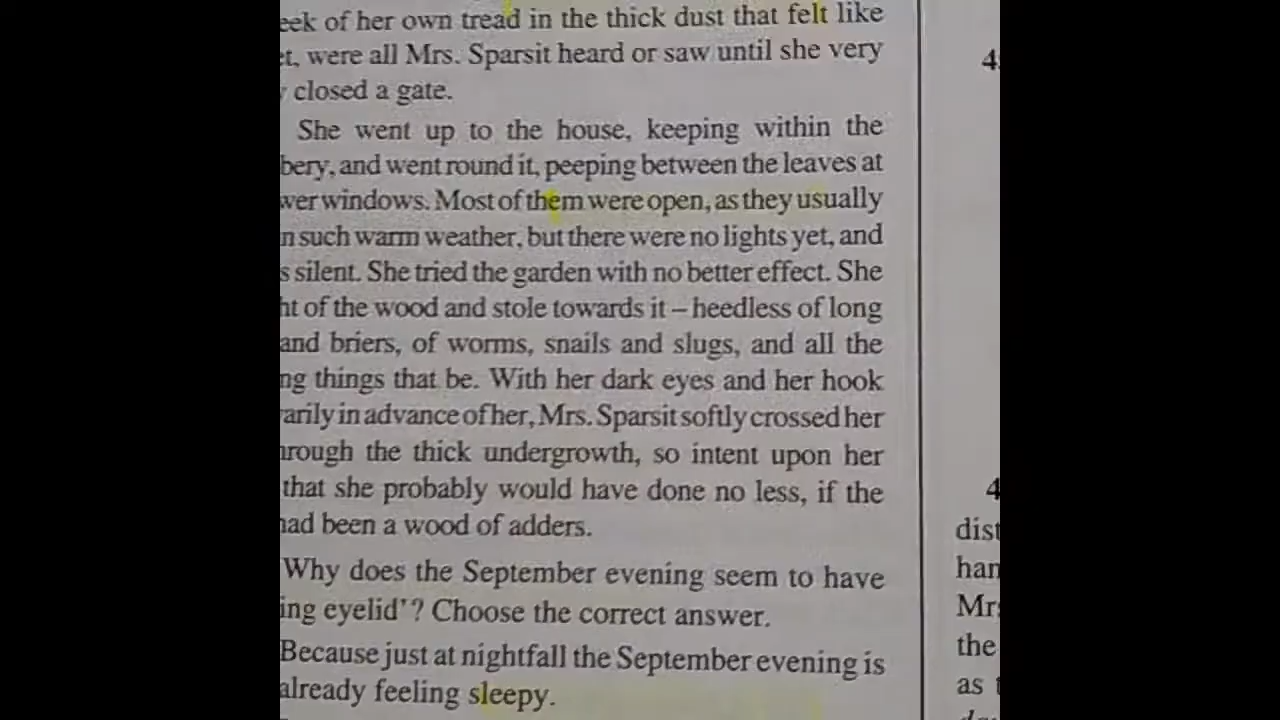 eek of her own tread in the thick dust that felt like
et, were all Mrs. Sparsit heard or saw until she very
closed a gate.
She went up to the house, keeping within the
bery, and went round it, peeping between the leaves at
wer windows. Most of them were open, as they usually
n such warm weather, but there were no lights yet, and
s silent. She tried the garden with no better effect. She
ht of the wood and stole towards it – heedless of long
and briers, of worms, snails and slugs, and all the
ng things that be. With her dark eyes and her hook
arily in advance of her, Mrs. Sparsit softly crossed her
hrough the thick undergrowth, so intent upon her
that she probably would have done no less, if the
had been a wood of adders.
Why does the September evening seem to have
ing eyelid'? Choose the correct answer.
Because just at nightfall the September evening is
already feeling sleepy.
4
4
dist
han
Mrs
the
as